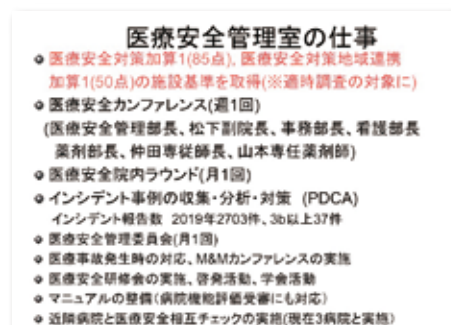 医療安全管理室の仕事
医療安全対策加算1(85点), 医療安全対策地域連携
加算1(50点)の施設基準を取得(※適時調査の対象に)
医療安全カンファレンス(週1回)
(医療安全管理部長、松下副院長、事務部長、看護部長
薬剤部長、仲田専従師長、山本専任薬剤師)
医療安全院内ラウンド(月1回)
インシデント事例の収集・分析・対策 (PDCA)
インシデント報告数 2019年2703件、3b以上37件
医療安全管理委員会(月1回)
医療事故発生時の対応、M&Mカンファレンスの実施
医療安全研修会の実施、啓発活動、学会活動
マニュアルの整備(病院機能評価受審にも対応)
近隣病院と医療安全相互チェックの実施(現在3病院と実施)